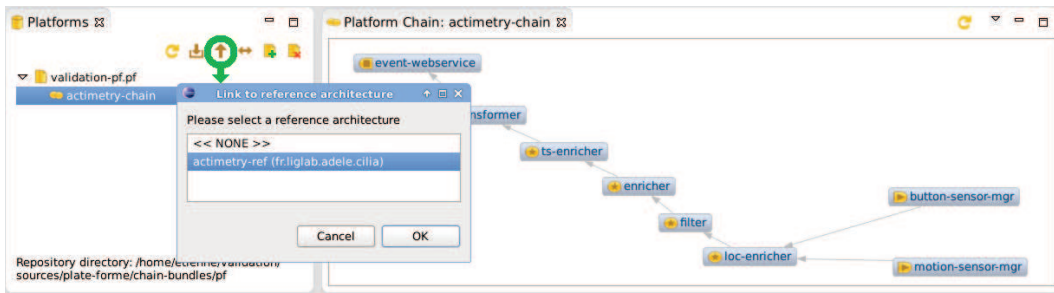 Platforms
validation-pf.pf
actimetry-chain
Link to reference architecture
Please select a reference architecture
<< NONE >>
actimetry-ref (fr.liglab.adele.cilia)
Cancel
OK
Repository directory: /home/etienne/validation/
sources/plate-forme/chain-bundles/pf
Platform Chain: actimetry-chain
event-webservice
nsformer
ts-enricher
enricher
filter
button-sensor-mgr
loc-enricher
motion-sensor-mgr